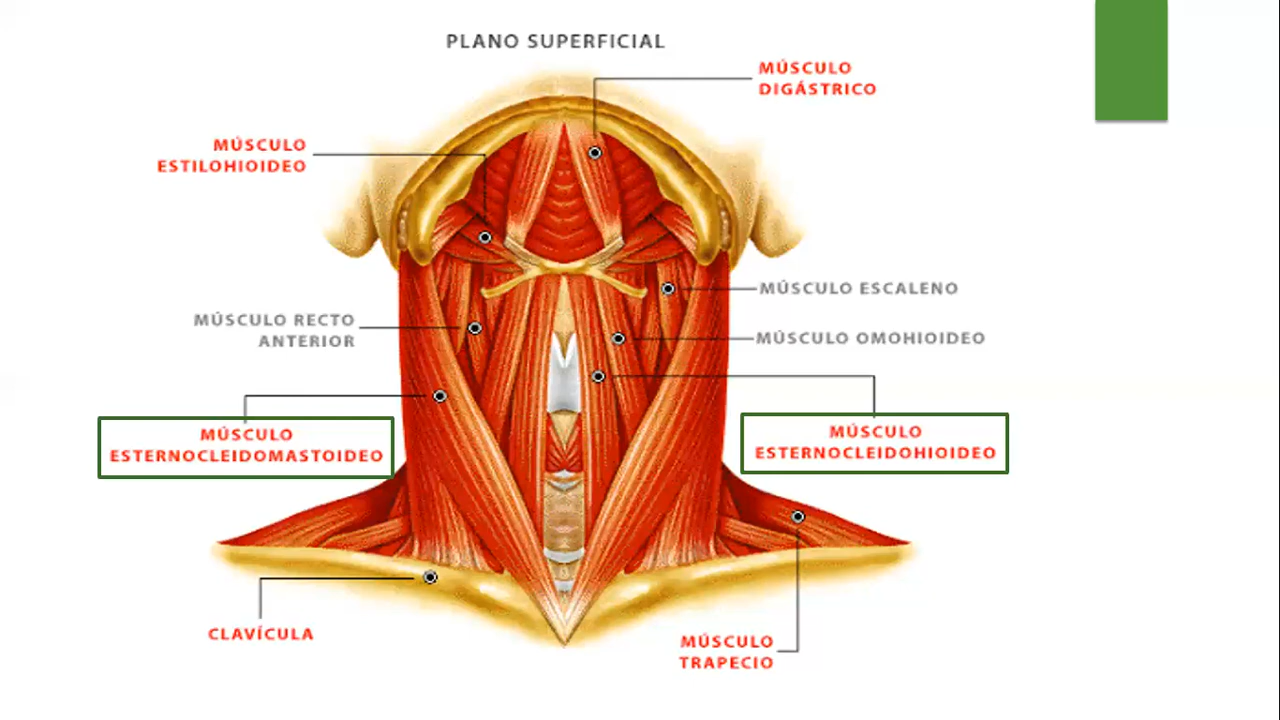 PLANO SUPERFICIAL
MÚSCULO
DIGÁSTRICO
MÚSCULO
ESTILOHIOIDEO
MÚSCULO ESCALENO
MÚSCULO RECTO
ANTERIOR
MÚSCULO OMOHIOIDEO
MÚSCULO
ESTERNOCLEIDOMASTOIDEO
MÚSCULO
ESTERNOCLEIDOHIOIDEO
CLAVÍCULA
MÚSCULO
TRAPECIO